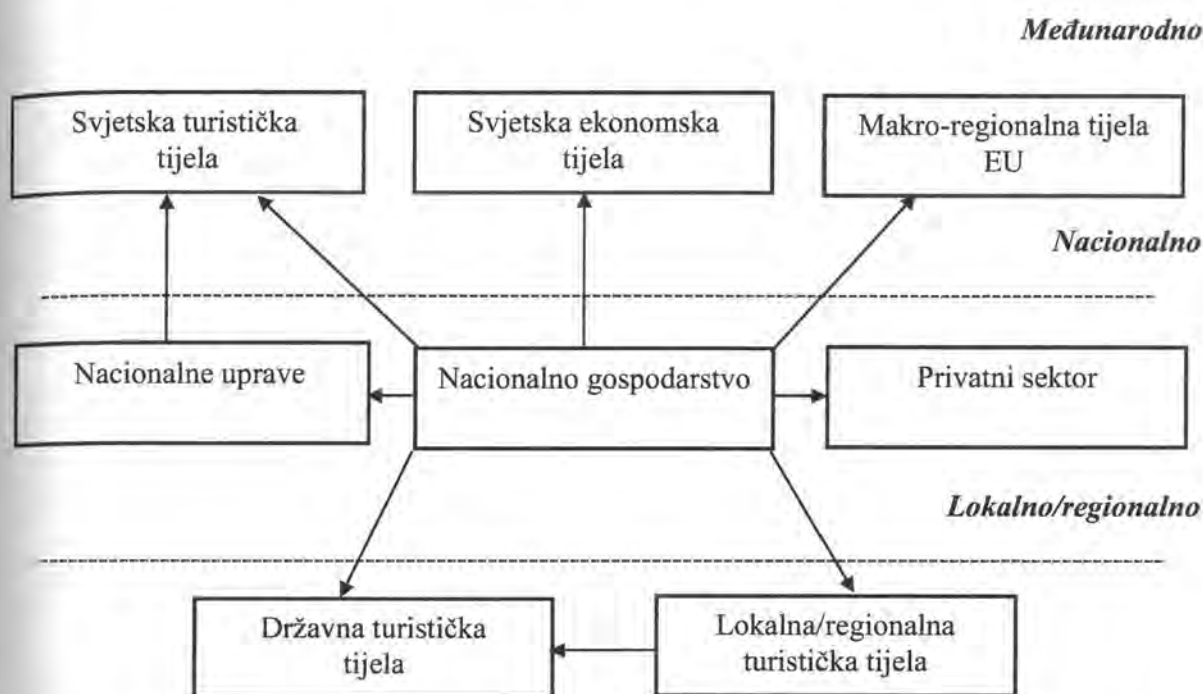 Međunarodno
Svjetska turistička
tijela
Svjetska ekonomska
tijela
Makro-regionalna tijela
EU
Nacionalno
Nacionalne uprave
Nacionalno gospodarstvo
Privatni sektor
Lokalno/regionalno
Državna turistička
tijela
Lokalna/regionalna
turistička tijela